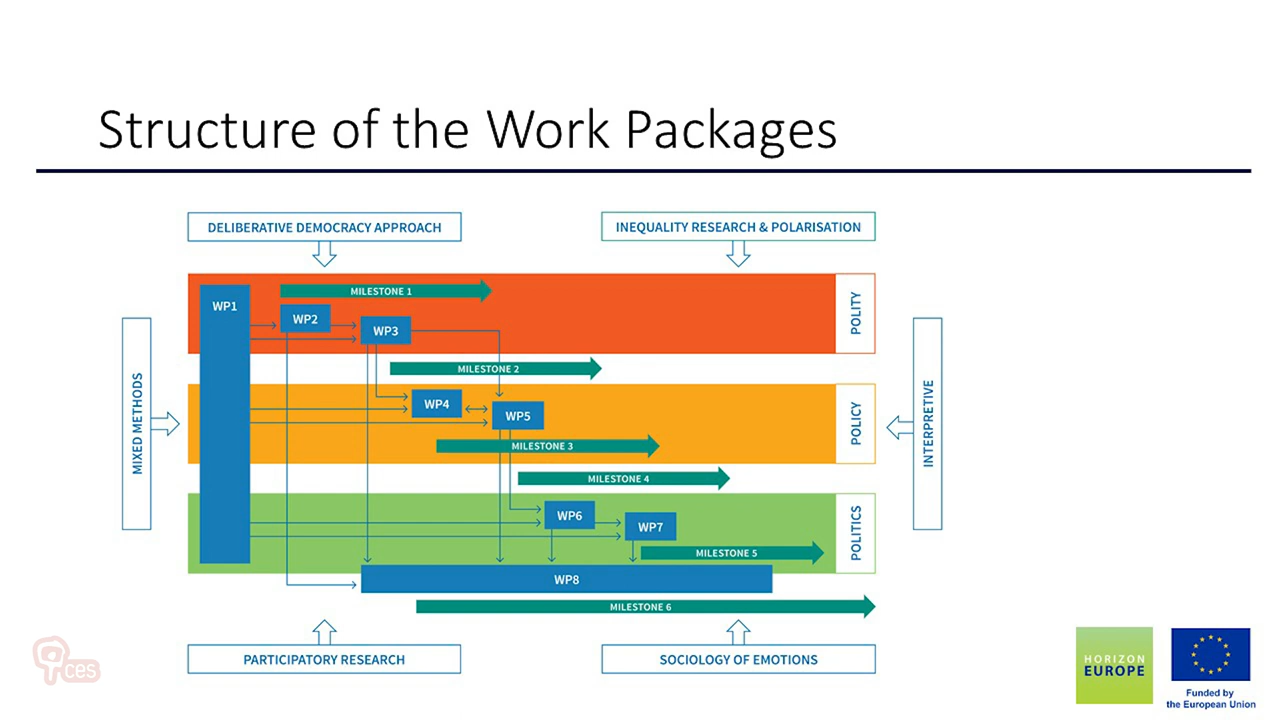 Structure of the Work Packages
DELIBERATIVE DEMOCRACY APPROACH
INEQUALITY RESEARCH & POLARISATION
MIXED METHODS
INTERPRETIVE
POLITY
WP1
MILESTONE 1
WP2
WP3
MILESTONE 2
POLICY
WP4
WP5
MILESTONE 3
MILESTONE 4
POLITICS
WP6
WP7
MILESTONE 5
WP8
MILESTONE 6
PARTICIPATORY RESEARCH
SOCIOLOGY OF EMOTIONS
ces
HORIZON
EUROPE
Funded by
the European Union